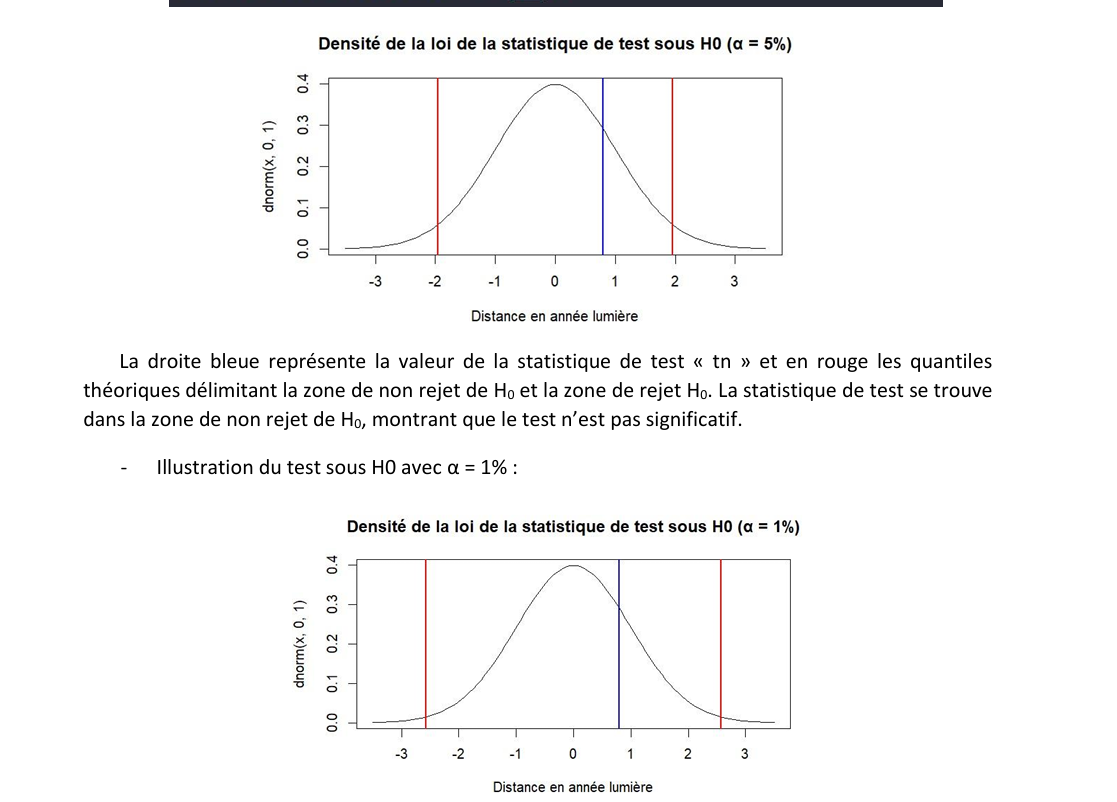 Densité de la loi de la statistique de test sous H0 (α = 5%)
dnorm(x, 0, 1)
0.4
0.3
0.2
0.1
0.0
-3 -2 -1 0 1 2 3
Distance en année lumière
La droite bleue représente la valeur de la statistique de test « tn » et en rouge les quantiles
théoriques délimitant la zone de non rejet de H₀ et la zone de rejet H₀. La statistique de test se trouve
dans la zone de non rejet de H₀, montrant que le test n’est pas significatif.
- Illustration du test sous H0 avec α = 1% :
Densité de la loi de la statistique de test sous H0 (α = 1%)
dnorm(x, 0, 1)
0.4
0.3
0.2
0.1
0.0
-3 -2 -1 0 1 2 3
Distance en année lumière